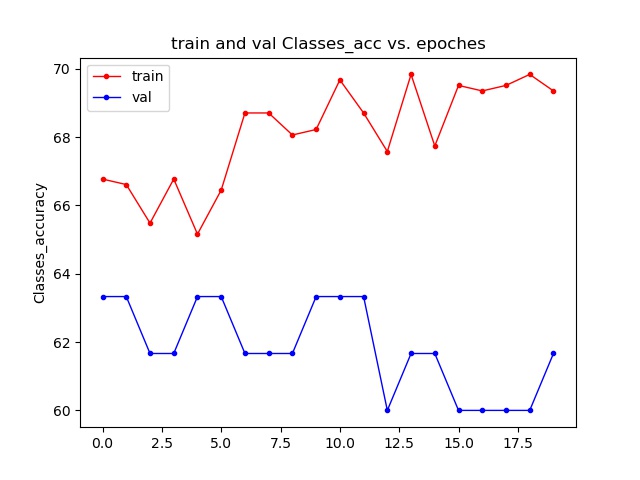 train and val Classes_acc vs. epoches
train
val
Classes_accuracy
70
68
66
64
62
60
0.0 2.5 5.0 7.5 10.0 12.5 15.0 17.5